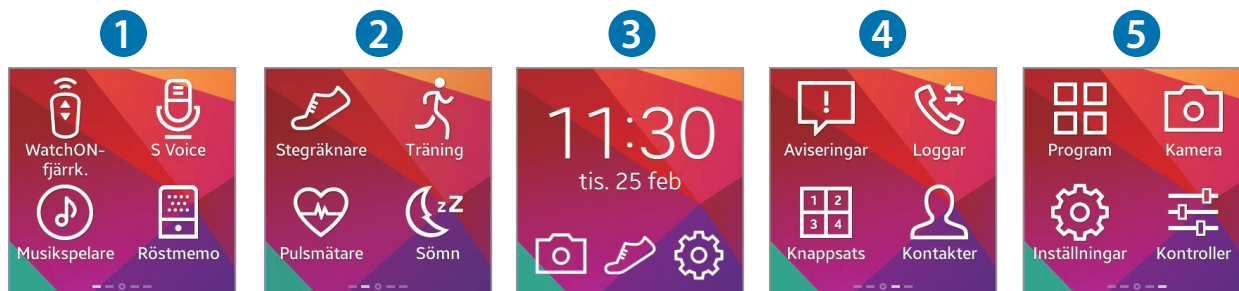 1
2
3
4
5
WatchON-
fjärrk.
S Voice
Musikspelare
Röstmemo
Stegräknare
Träning
zZ
Pulsmätare
Sömn
11:30
tis. 25 feb
!
Aviseringar
Loggar
1 2
3 4
Knappsats
Kontakter
Program
Kamera
Inställningar
Kontroller